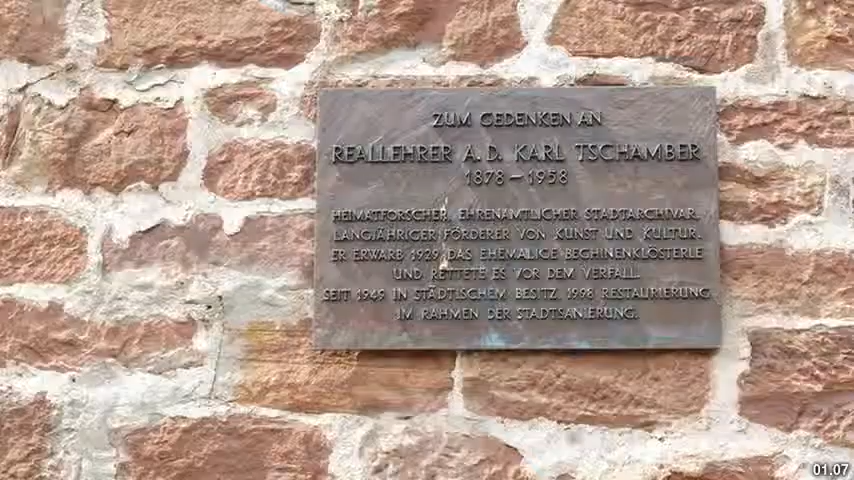 ZUM GEDENKEN AN
REALLEHRER A. D. KARL TSCHAMBER
1878 – 1958
HEIMATFORSCHER, EHRENAMTLICHER STADTARCHIVAR,
LANGJÄHRIGER FÖRDERER VON KUNST UND KULTUR.
ER ERWARB 1929 DAS EHEMALIGE BEGHINENKLÖSTERLE
UND RETTETE ES VOR DEM VERFALL.
SEIT 1949 IN STÄDTISCHEM BESITZ. 1998 RESTAURIERUNG
IM RAHMEN DER STADTSANIERUNG.
01.07